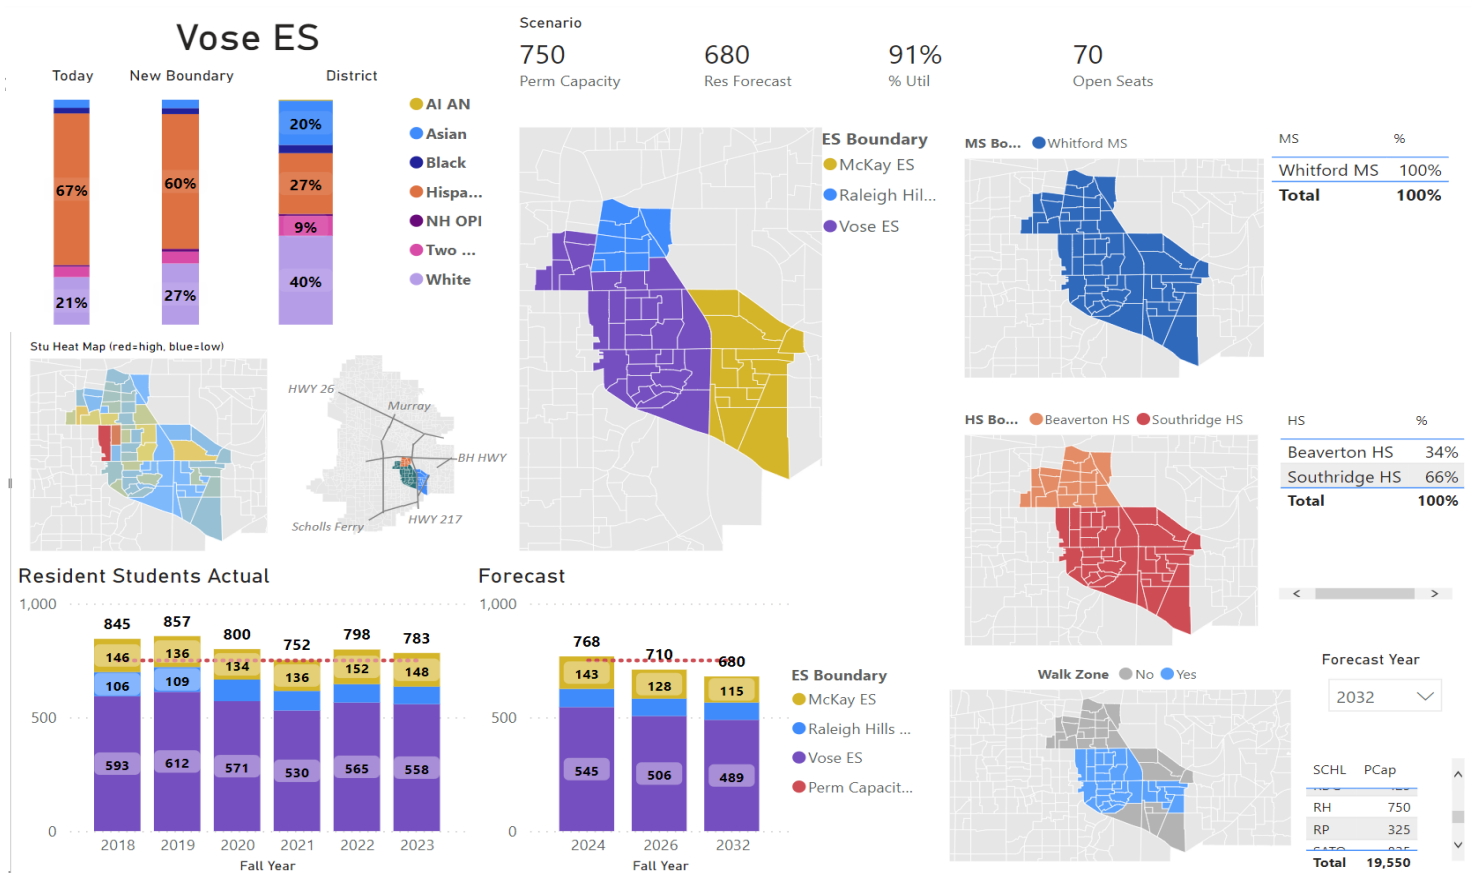 Vose ES
Today
New Boundary
District
67%
21%
60%
27%
20%
27%
9%
40%
AI AN
Asian
Black
Hispa...
NH OPI
Two ...
White
Scenario
750
680
91%
70
Perm Capacity
Res Forecast
% Util
Open Seats
ES Boundary
McKay ES
Raleigh Hil...
Vose ES
MS Bo...
Whitford MS
MS %
Whitford MS 100%
Total 100%
Stu Heat Map (red=high, blue=low)
HWY 26
Murray
BH HWY
HWY 217
Scholls Ferry
HS Bo...
Beaverton HS
Southridge HS
HS %
Beaverton HS 34%
Southridge HS 66%
Total 100%
Resident Students Actual
1,000
500
0
845
857
800
752
798
783
146
136
134
136
152
148
106
109
593
612
571
530
565
558
2018
2019
2020
2021
2022
2023
Fall Year
Forecast
1,000
500
0
768
710
680
143
128
115
545
506
489
2024
2026
2032
Fall Year
ES Boundary
McKay ES
Raleigh Hills ...
Vose ES
Perm Capacit...
Walk Zone
No
Yes
Forecast Year
2032
SCHL PCap
RH 750
RP 325
Total 19,550